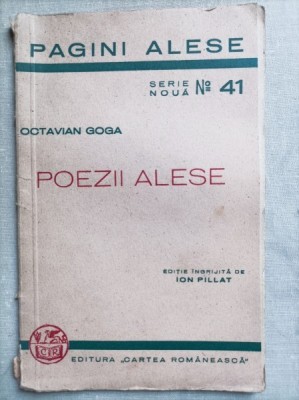 PAGINI ALESE
SERIE
NOUĂ № 41
OCTAVIAN GOGA
POEZII ALESE
EDIȚIE ÎNGRIJITĂ DE
ION PILLAT
EDITURA „CARTEA ROMÂNEASCĂ”